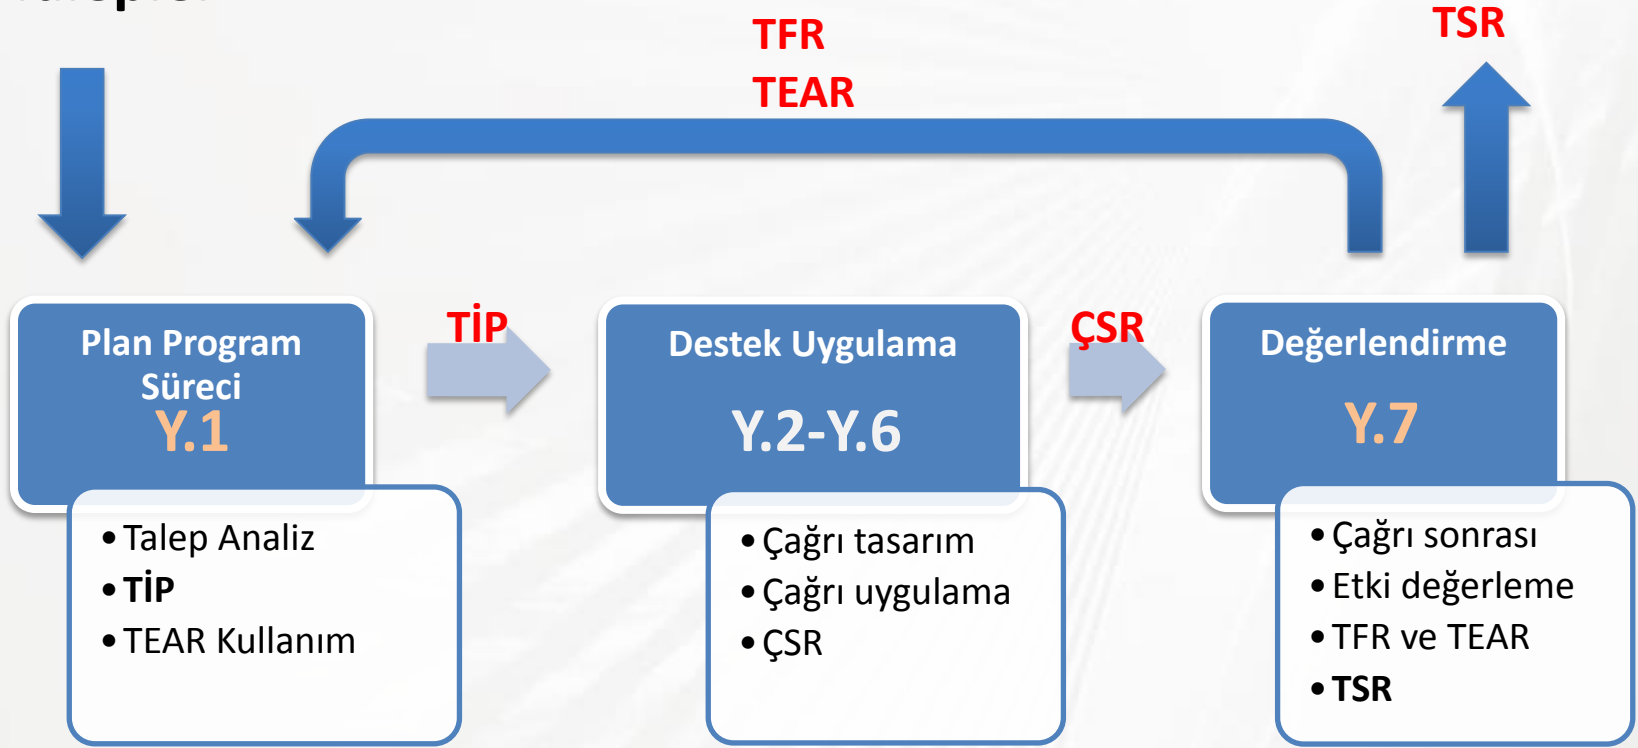 TFR
TEAR
TSR
Plan Program
Süreci
Y.1
• Talep Analiz
• TİP
• TEAR Kullanım
TİP
Destek Uygulama
Y.2-Y.6
• Çağrı tasarım
• Çağrı uygulama
• ÇSR
ÇSR
Değerlendirme
Y.7
• Çağrı sonrası
• Etki değerleme
• TFR ve TEAR
• TSR